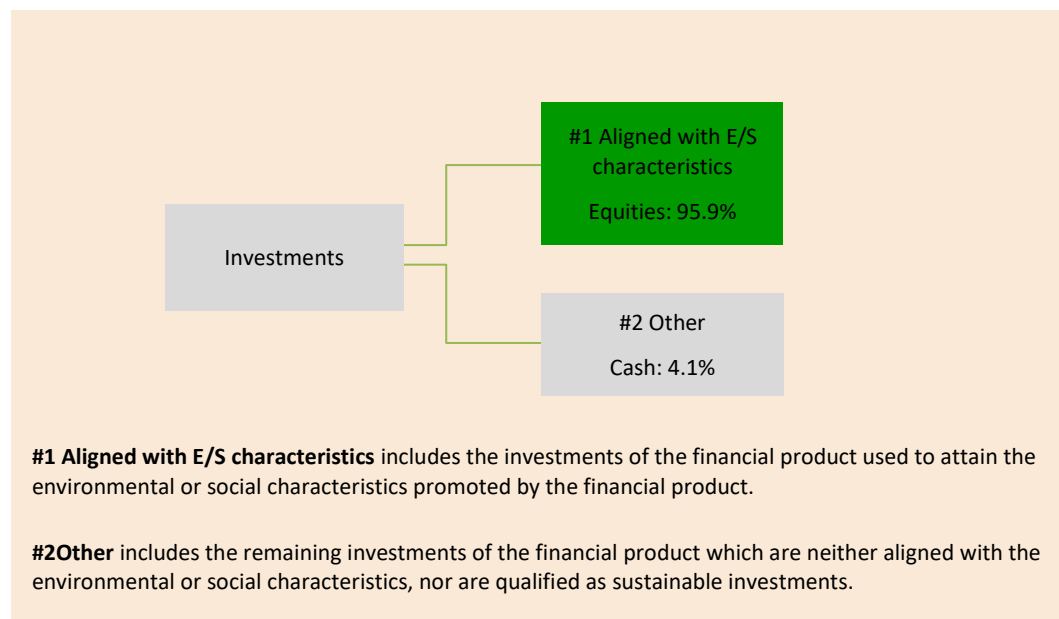 #1 Aligned with E/S
characteristics
Equities: 95.9%
Investments
#2 Other
Cash: 4.1%
#1 Aligned with E/S characteristics includes the investments of the financial product used to attain the
environmental or social characteristics promoted by the financial product.
#2Other includes the remaining investments of the financial product which are neither aligned with the
environmental or social characteristics, nor are qualified as sustainable investments.